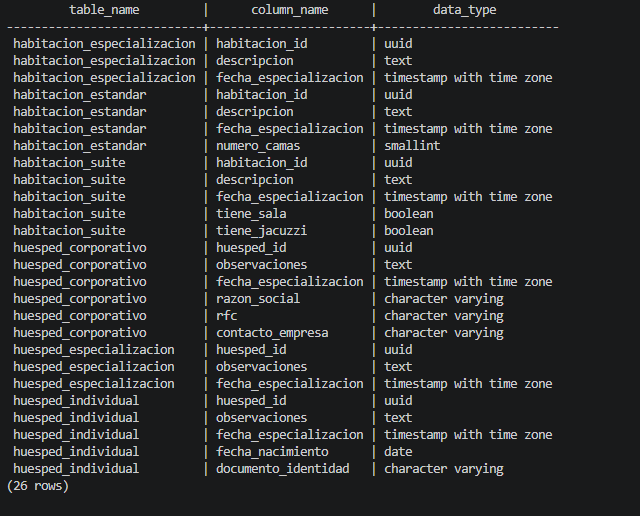 table_name | column_name | data_type
--------------------------+----------------------+--------------------------
habitacion_especializacion | habitacion_id | uuid
habitacion_especializacion | descripcion | text
habitacion_especializacion | fecha_especializacion | timestamp with time zone
habitacion_estandar | habitacion_id | uuid
habitacion_estandar | descripcion | text
habitacion_estandar | fecha_especializacion | timestamp with time zone
habitacion_estandar | numero_camas | smallint
habitacion_suite | habitacion_id | uuid
habitacion_suite | descripcion | text
habitacion_suite | fecha_especializacion | timestamp with time zone
habitacion_suite | tiene_sala | boolean
habitacion_suite | tiene_jacuzzi | boolean
huesped_corporativo | huesped_id | uuid
huesped_corporativo | observaciones | text
huesped_corporativo | fecha_especializacion | timestamp with time zone
huesped_corporativo | razon_social | character varying
huesped_corporativo | rfc | character varying
huesped_corporativo | contacto_empresa | character varying
huesped_especializacion | huesped_id | uuid
huesped_especializacion | observaciones | text
huesped_especializacion | fecha_especializacion | timestamp with time zone
huesped_individual | huesped_id | uuid
huesped_individual | observaciones | text
huesped_individual | fecha_especializacion | timestamp with time zone
huesped_individual | fecha_nacimiento | date
huesped_individual | documento_identidad | character varying
(26 rows)